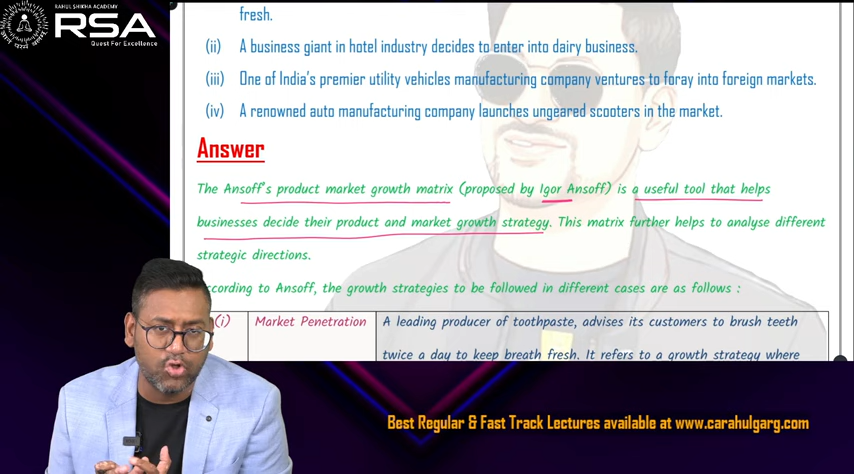 RAHUL SHIKHA ACADEMY
RSA
Quest For Excellence
fresh.
(ii) A business giant in hotel industry decides to enter into dairy business.
(iii) One of India's premier utility vehicles manufacturing company ventures to foray into foreign markets.
(iv) A renowned auto manufacturing company launches ungeared scooters in the market.
Answer
The Ansoff's product market growth matrix (proposed by Igor Ansoff) is a useful tool that helps
businesses decide their product and market growth strategy. This matrix further helps to analyse different
strategic directions.
ccording to Ansoff, the growth strategies to be followed in different cases are as follows :
(i) Market Penetration A leading producer of toothpaste, advises its customers to brush teeth
twice a day to keep breath fresh. It refers to a growth strategy where
Best Regular & Fast Track Lectures available at www.carahulgarg.com